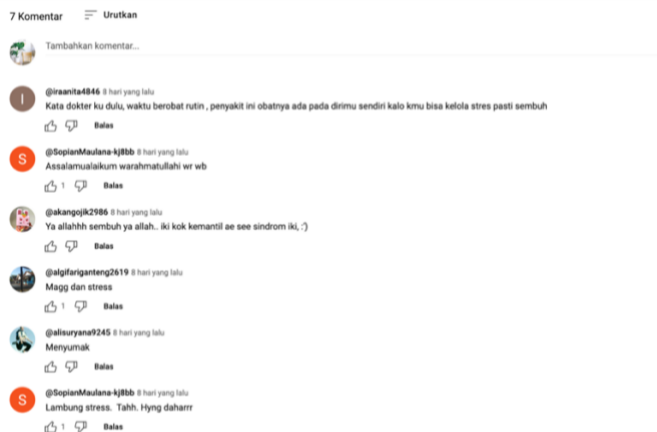 7 Komentar
Urutkan
Tambahkan komentar...
I
@iraanita4846 8 hari yang lalu
Kata dokter ku dulu, waktu berobat rutin , penyakit ini obatnya ada pada dirimu sendiri kalo kmu bisa kelola stres pasti sembuh
Balas
S
@SopianMaulana-kj8bb 8 hari yang lalu
Assalamualaikum warahmatullahi wr wb
1 Balas
@akangojik2986 8 hari yang lalu
Ya allahhh sembuh ya allah.. iki kok kemantil ae see sindrom iki, :')
Balas
@algifariganteng2619 8 hari yang lalu
Magg dan stress
1 Balas
@alisuryana9245 8 hari yang lalu
Menyumak
Balas
S
@SopianMaulana-kj8bb 8 hari yang lalu
Lambung stress. Tahh. Hyng daharrr
1 Balas